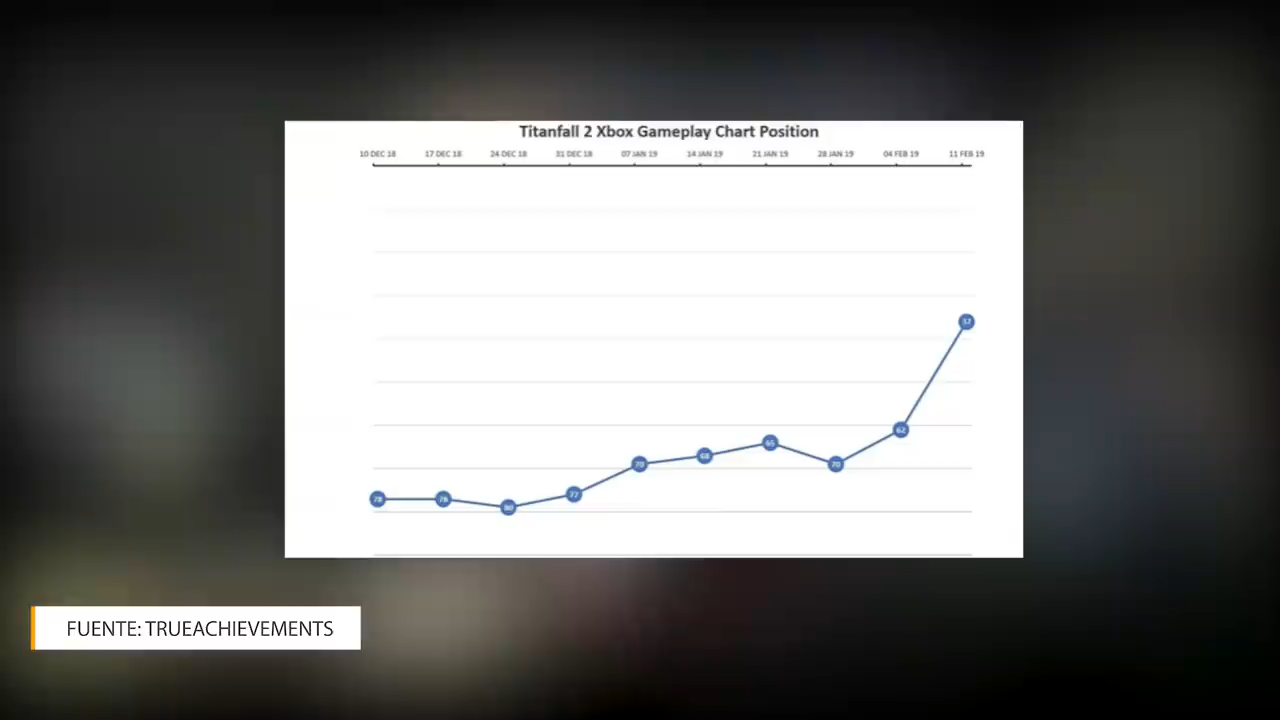 Titanfall 2 Xbox Gameplay Chart Position
10 DEC 18 17 DEC 18 24 DEC 18 31 DEC 18 07 JAN 19 14 JAN 19 21 JAN 19 28 JAN 19 04 FEB 19 11 FEB 19
37
62
65
68
70 70
77
78 78
80
FUENTE: TRUEACHIEVEMENTS